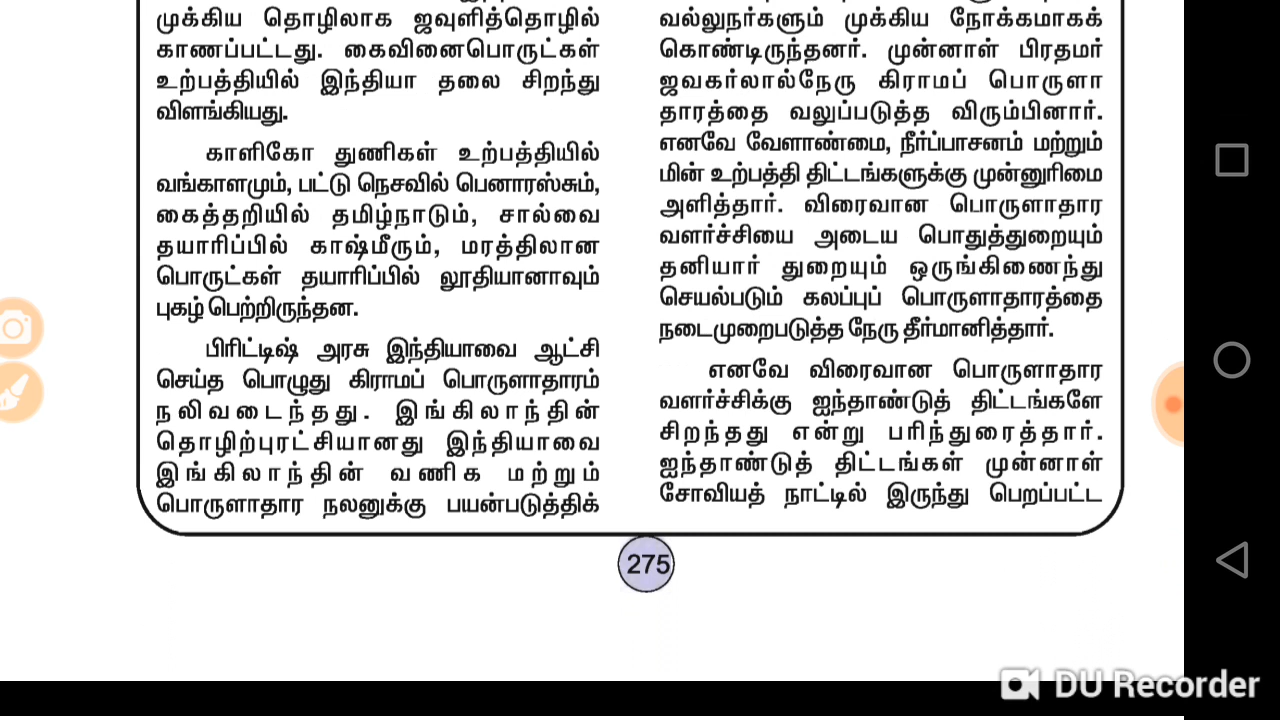 முக்கிய தொழிலாக ஜவுளித்தொழில்
காணப்பட்டது. கைவினைபொருட்கள்
உற்பத்தியில் இந்தியா தலை சிறந்து
விளங்கியது.
காளிகோ துணிகள் உற்பத்தியில்
வங்காளமும், பட்டு நெசவில் பெனாரஸ்சும்,
கைத்தறியில் தமிழ்நாடும், சால்வை
தயாரிப்பில் காஷ்மீரும், மரத்திலான
பொருட்கள் தயாரிப்பில் லூதியானாவும்
புகழ் பெற்றிருந்தன.
பிரிட்டிஷ் அரசு இந்தியாவை ஆட்சி
செய்த பொழுது கிராமப் பொருளாதாரம்
நலிவடைந்தது. இங்கிலாந்தின்
தொழிற்புரட்சியானது இந்தியாவை
இங்கிலாந்தின் வணிக மற்றும்
பொருளாதார நலனுக்கு பயன்படுத்திக்
வல்லுநர்களும் முக்கிய நோக்கமாகக்
கொண்டிருந்தனர். முன்னாள் பிரதமர்
ஜவகர்லால்நேரு கிராமப் பொருளா
தாரத்தை வலுப்படுத்த விரும்பினார்.
எனவே வேளாண்மை, நீர்ப்பாசனம் மற்றும்
மின் உற்பத்தி திட்டங்களுக்கு முன்னுரிமை
அளித்தார். விரைவான பொருளாதார
வளர்ச்சியை அடைய பொதுத்துறையும்
தனியார் துறையும் ஒருங்கிணைந்து
செயல்படும் கலப்புப் பொருளாதாரத்தை
நடைமுறைபடுத்த நேரு தீர்மானித்தார்.
எனவே விரைவான பொருளாதார
வளர்ச்சிக்கு ஐந்தாண்டுத் திட்டங்களே
சிறந்தது என்று பரிந்துரைத்தார்.
ஐந்தாண்டுத் திட்டங்கள் முன்னாள்
சோவியத் நாட்டில் இருந்து பெறப்பட்ட
275
DU Recorder